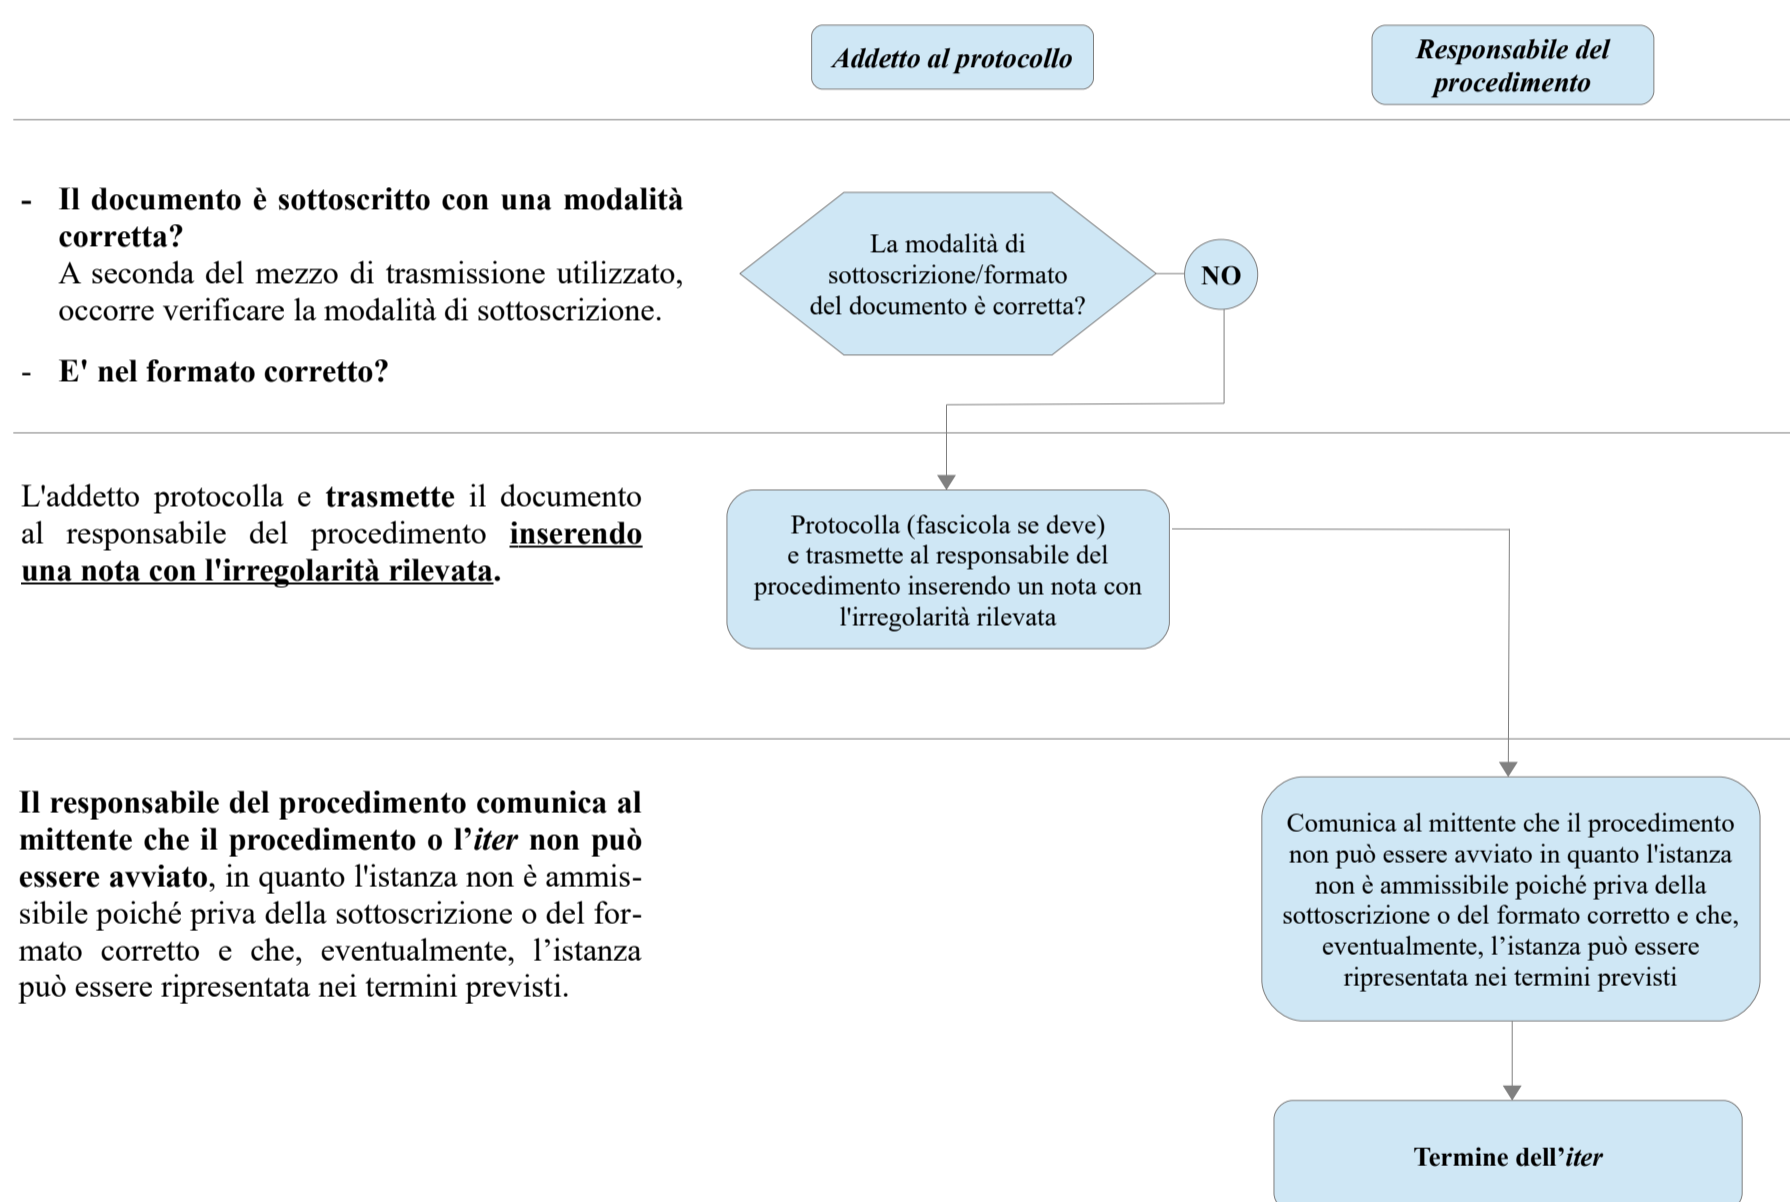 Addetto al protocollo
Responsabile del
procedimento
- Il documento è sottoscritto con una modalità
corretta?
A seconda del mezzo di trasmissione utilizzato,
occorre verificare la modalità di sottoscrizione.
- E' nel formato corretto?
La modalità di
sottoscrizione/formato
del documento è corretta?
NO
L'addetto protocolla e trasmette il documento
al responsabile del procedimento inserendo
una nota con l'irregolarità rilevata.
Protocolla (fascicola se deve)
e trasmette al responsabile del
procedimento inserendo un nota con
l'irregolarità rilevata
Il responsabile del procedimento comunica al
mittente che il procedimento o l’iter non può
essere avviato, in quanto l'istanza non è ammis-
sibile poiché priva della sottoscrizione o del for-
mato corretto e che, eventualmente, l’istanza
può essere ripresentata nei termini previsti.
Comunica al mittente che il procedimento
non può essere avviato in quanto l'istanza
non è ammissibile poiché priva della
sottoscrizione o del formato corretto e che,
eventualmente, l’istanza può essere
ripresentata nei termini previsti
Termine dell’iter